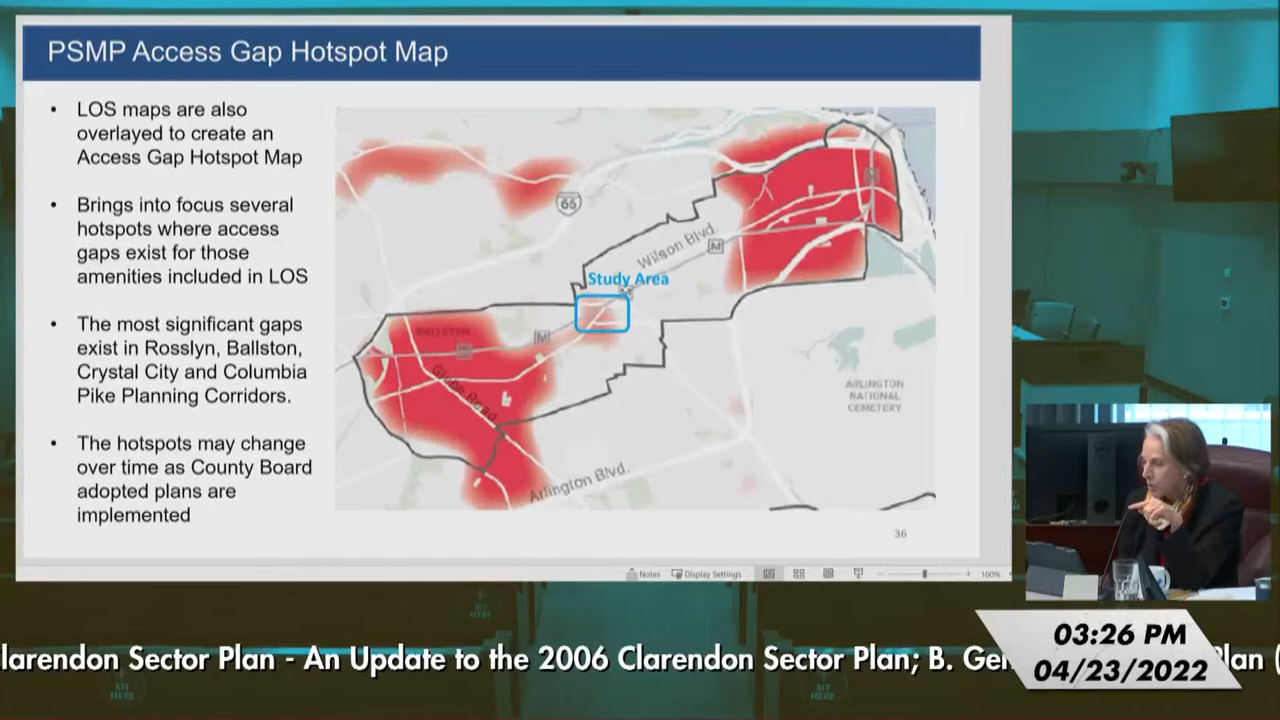 PSMP Access Gap Hotspot Map
• LOS maps are also
overlayed to create an
Access Gap Hotspot Map
• Brings into focus several
hotspots where access
gaps exist for those
amenities included in LOS
• The most significant gaps
exist in Rosslyn, Ballston,
Crystal City and Columbia
Pike Planning Corridors.
• The hotspots may change
over time as County Board
adopted plans are
implemented
66
Wilson Blvd.
M
Study Area
M
BALLSTON
Glebe Road
ARLINGTON
NATIONAL
CEMETERY
Arlington Blvd.
36
Notes
Display Settings
100%
SIT
HERE
03:26 PM
04/23/2022
larendon Sector Plan - An Update to the 2006 Clarendon Sector Plan; B. Gen
lan (